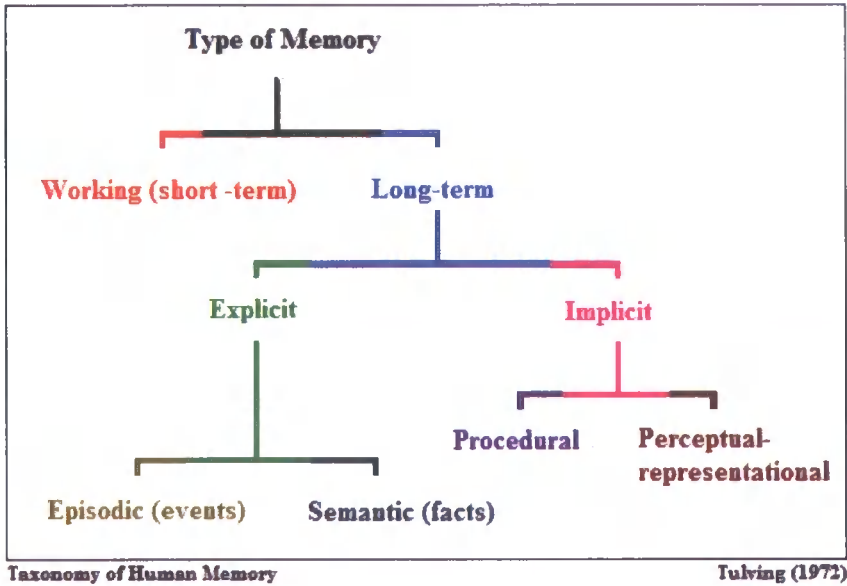 Type of Memory
Working (short -term)
Long-term
Explicit
Implicit
Procedural
Perceptual-
representational
Episodic (events)
Semantic (facts)
Taxonomy of Human Memory
Tulving (1972)